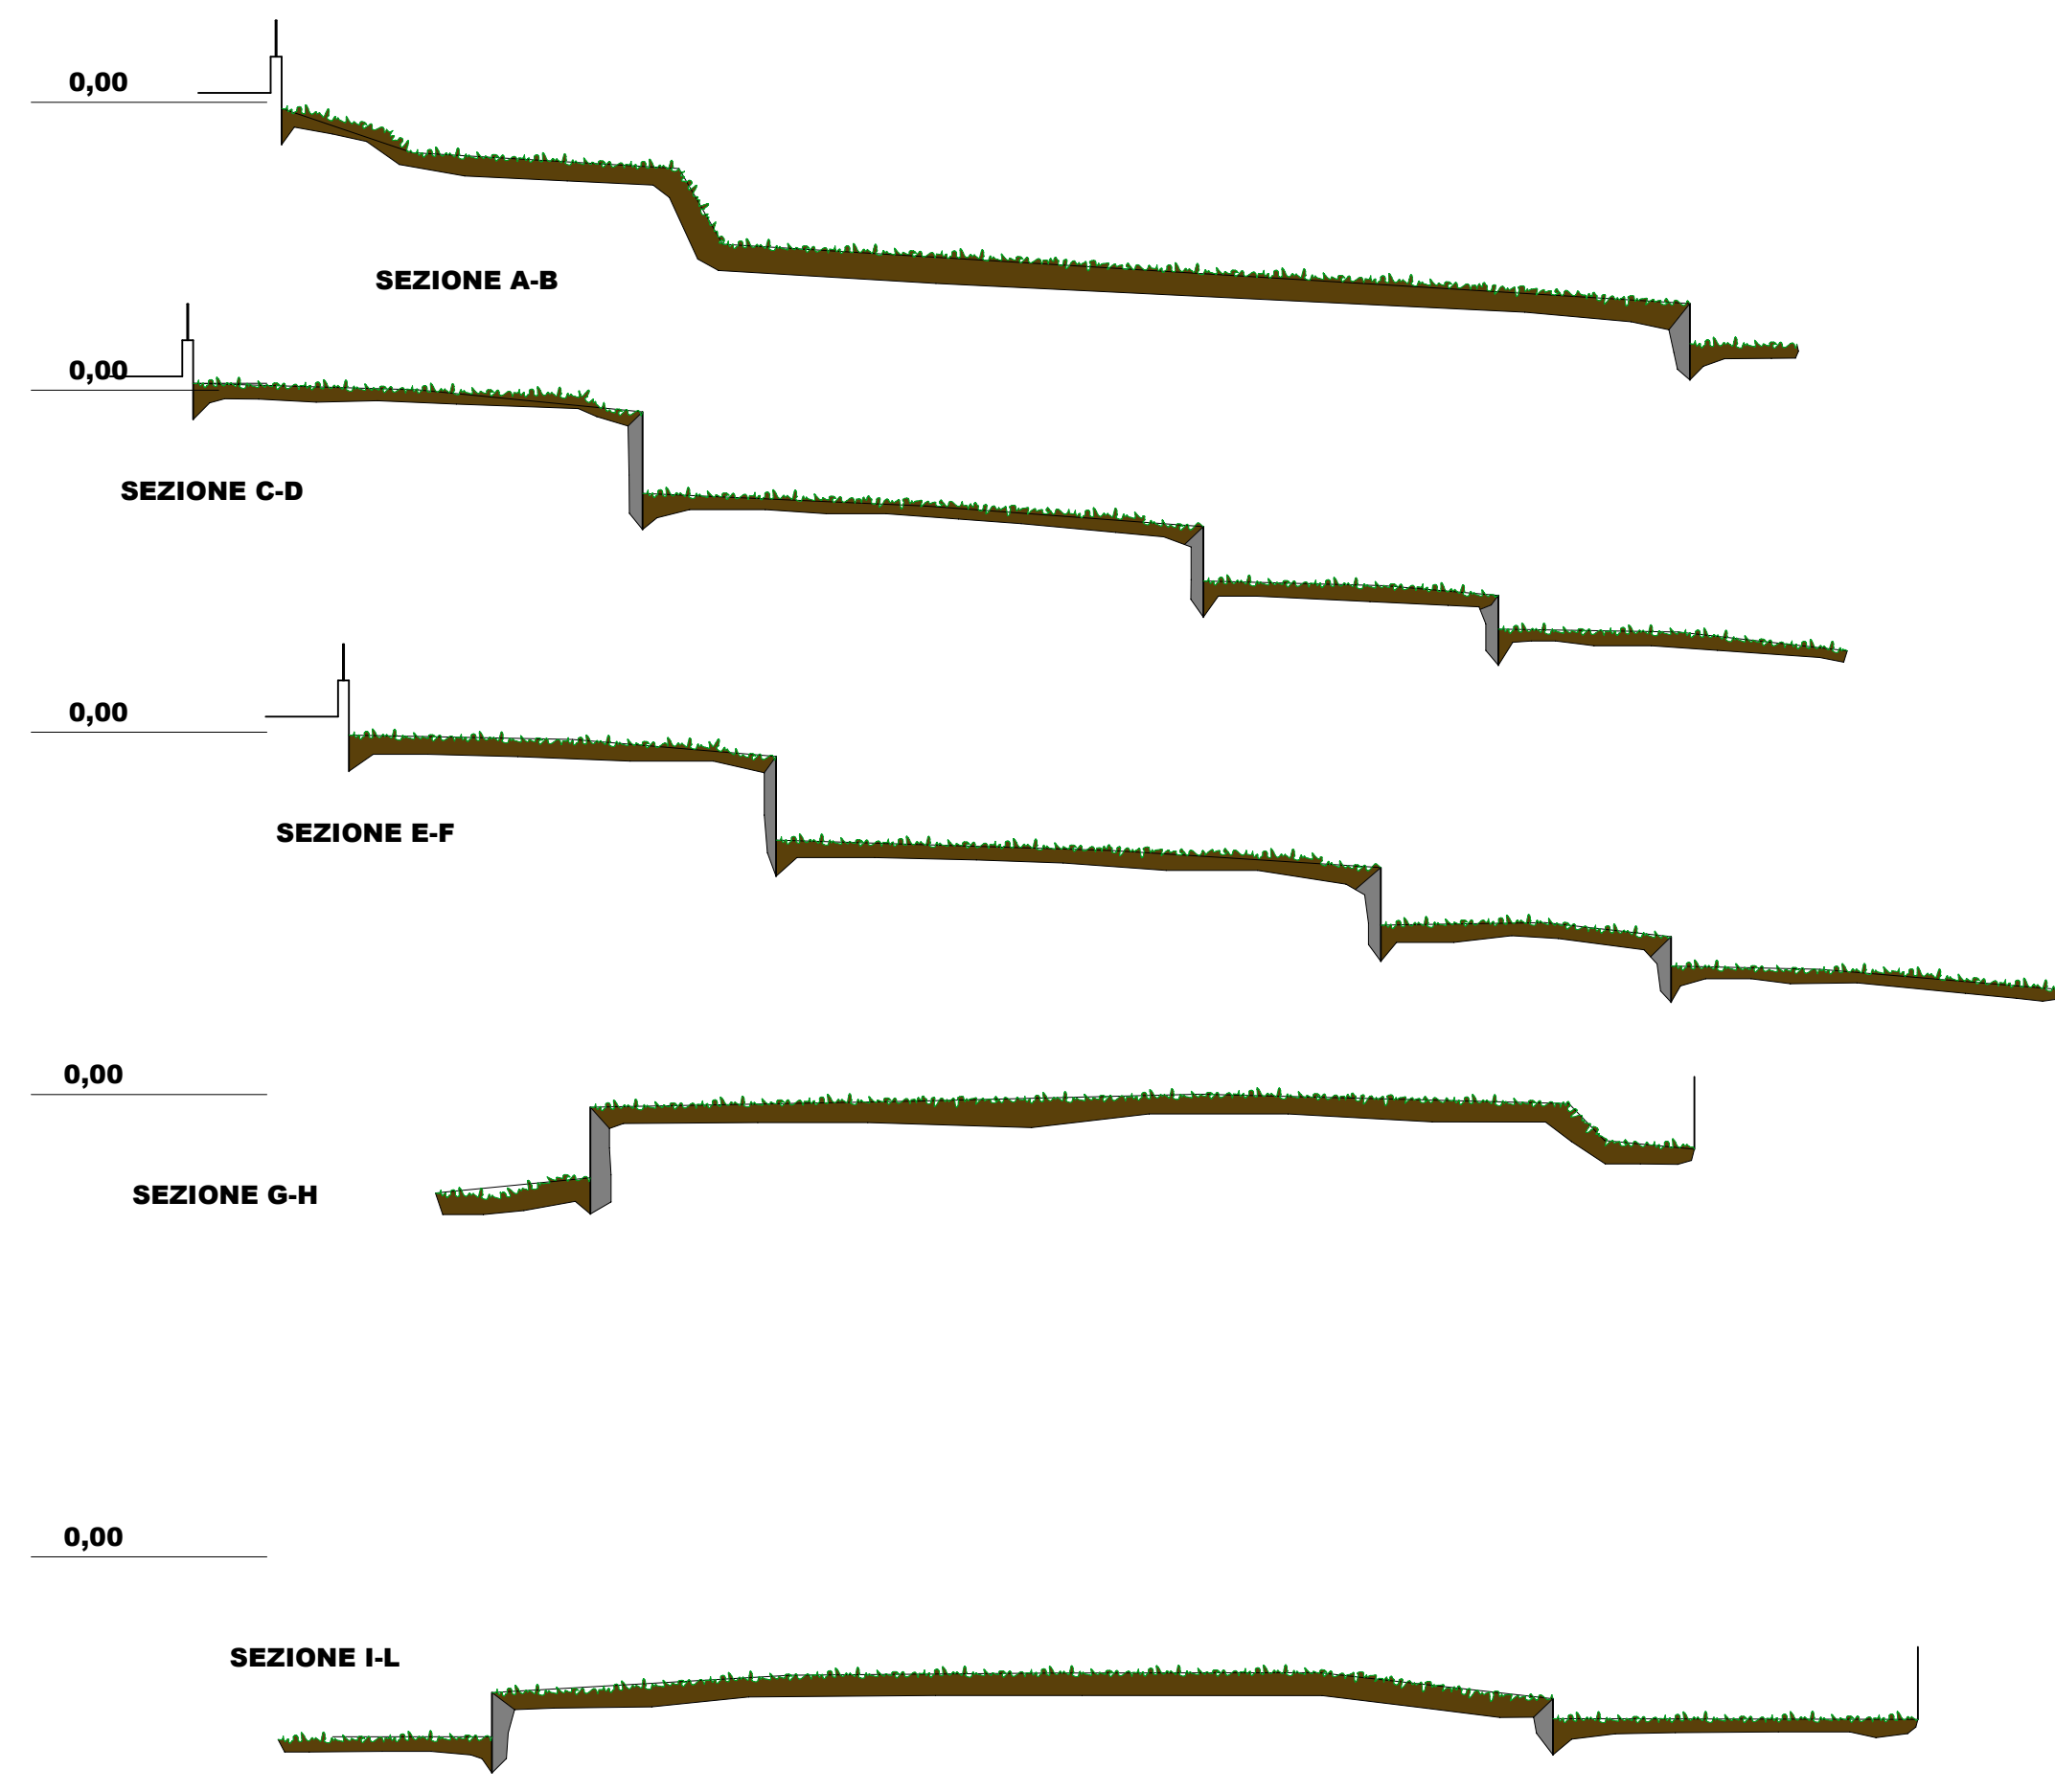 0,00
SEZIONE A-B
0,00
SEZIONE C-D
0,00
SEZIONE E-F
0,00
SEZIONE G-H
0,00
SEZIONE I-L